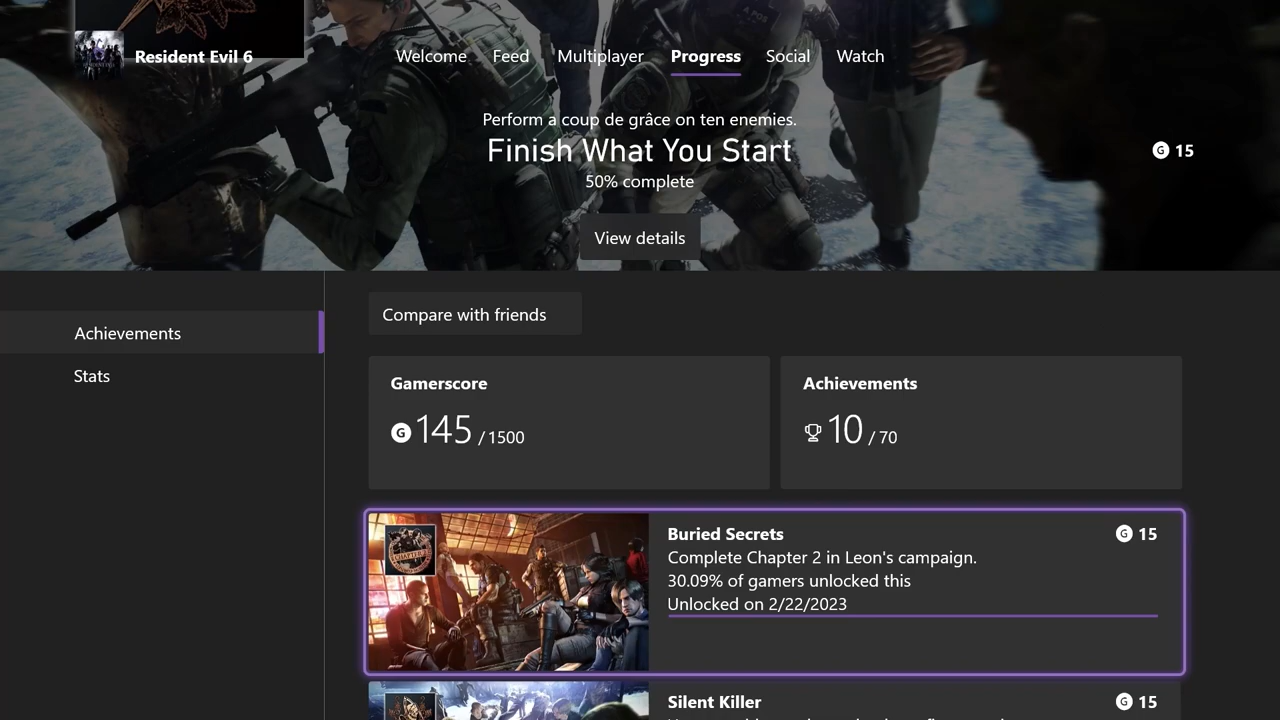 Resident Evil 6
Welcome Feed Multiplayer Progress Social Watch
Perform a coup de grâce on ten enemies.
Finish What You Start
G 15
50% complete
View details
Achievements
Stats
Compare with friends
Gamerscore
G 145 / 1500
Achievements
10 / 70
Buried Secrets
G 15
Complete Chapter 2 in Leon's campaign.
30.09% of gamers unlocked this
Unlocked on 2/22/2023
Silent Killer
G 15